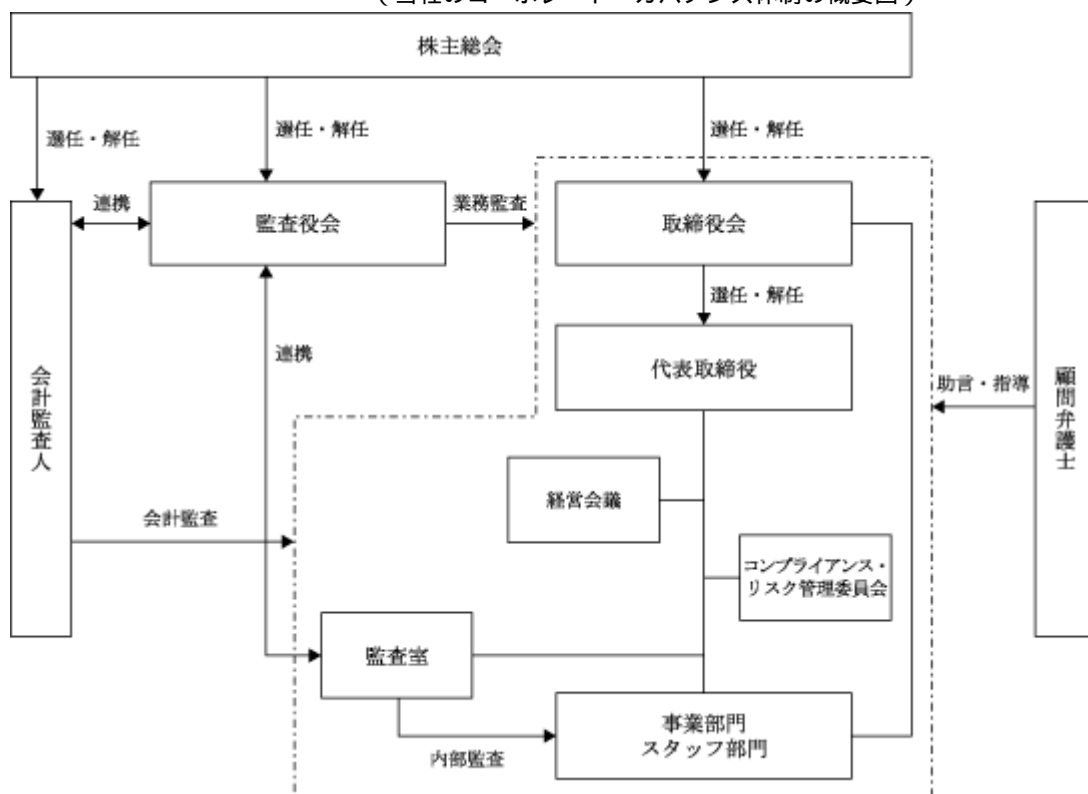 (当社のコーポレート・ガバナンス体制の概要図)
株主総会
選任・解任
選任・解任
選任・解任
連携
監査役会
業務監査
取締役会
選任・解任
連携
代表取締役
会計監査人
助言・指導
顧問弁護士
経営会議
会計監査
コンプライアンス・
リスク管理委員会
監査室
事業部門
スタッフ部門
内部監査